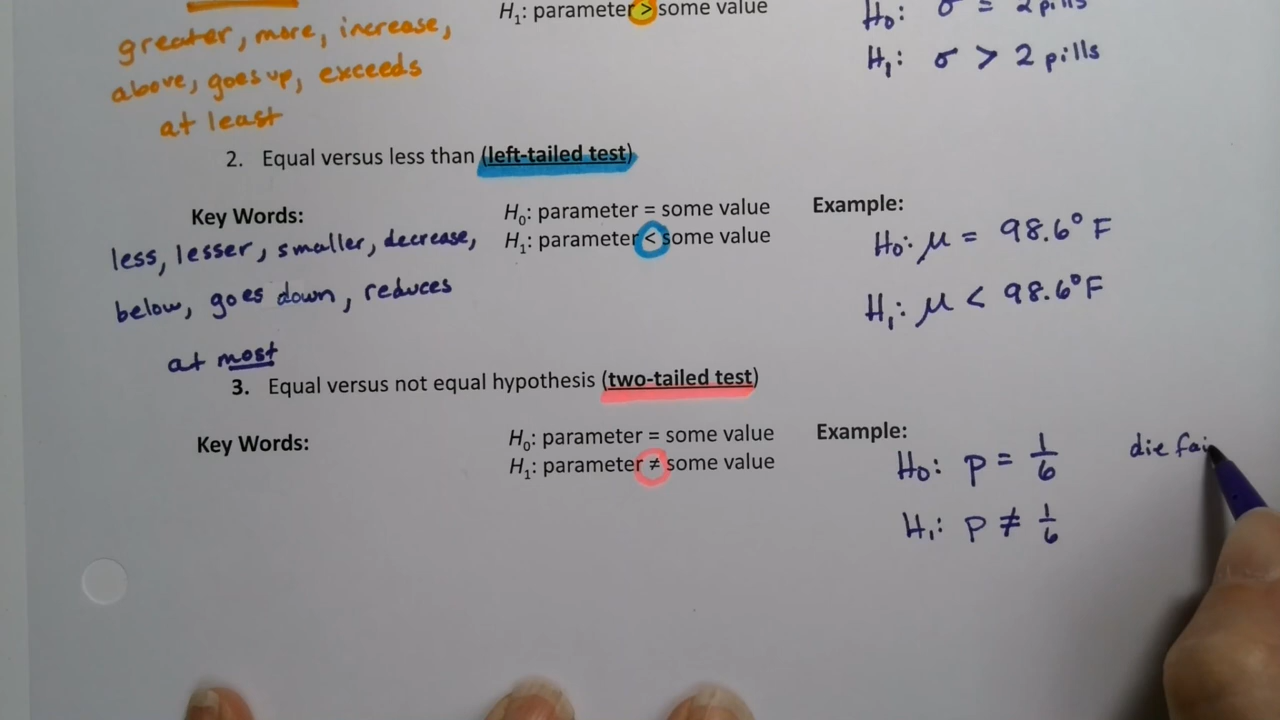 H₁: parameter > some value
H₀: σ = 2 pills
greater, more, increase,
H₁: σ > 2 pills
above, goes up, exceeds
at least
2. Equal versus less than (left-tailed test)
Key Words:
H₀: parameter = some value
Example:
less, lesser, smaller, decrease,
H₁: parameter < some value
H₀: μ = 98.6°F
below, goes down, reduces
H₁: μ < 98.6°F
at most
3. Equal versus not equal hypothesis (two-tailed test)
Key Words:
H₀: parameter = some value
Example:
H₁: parameter ≠ some value
H₀: p = 1/6
die fai
H₁: p ≠ 1/6